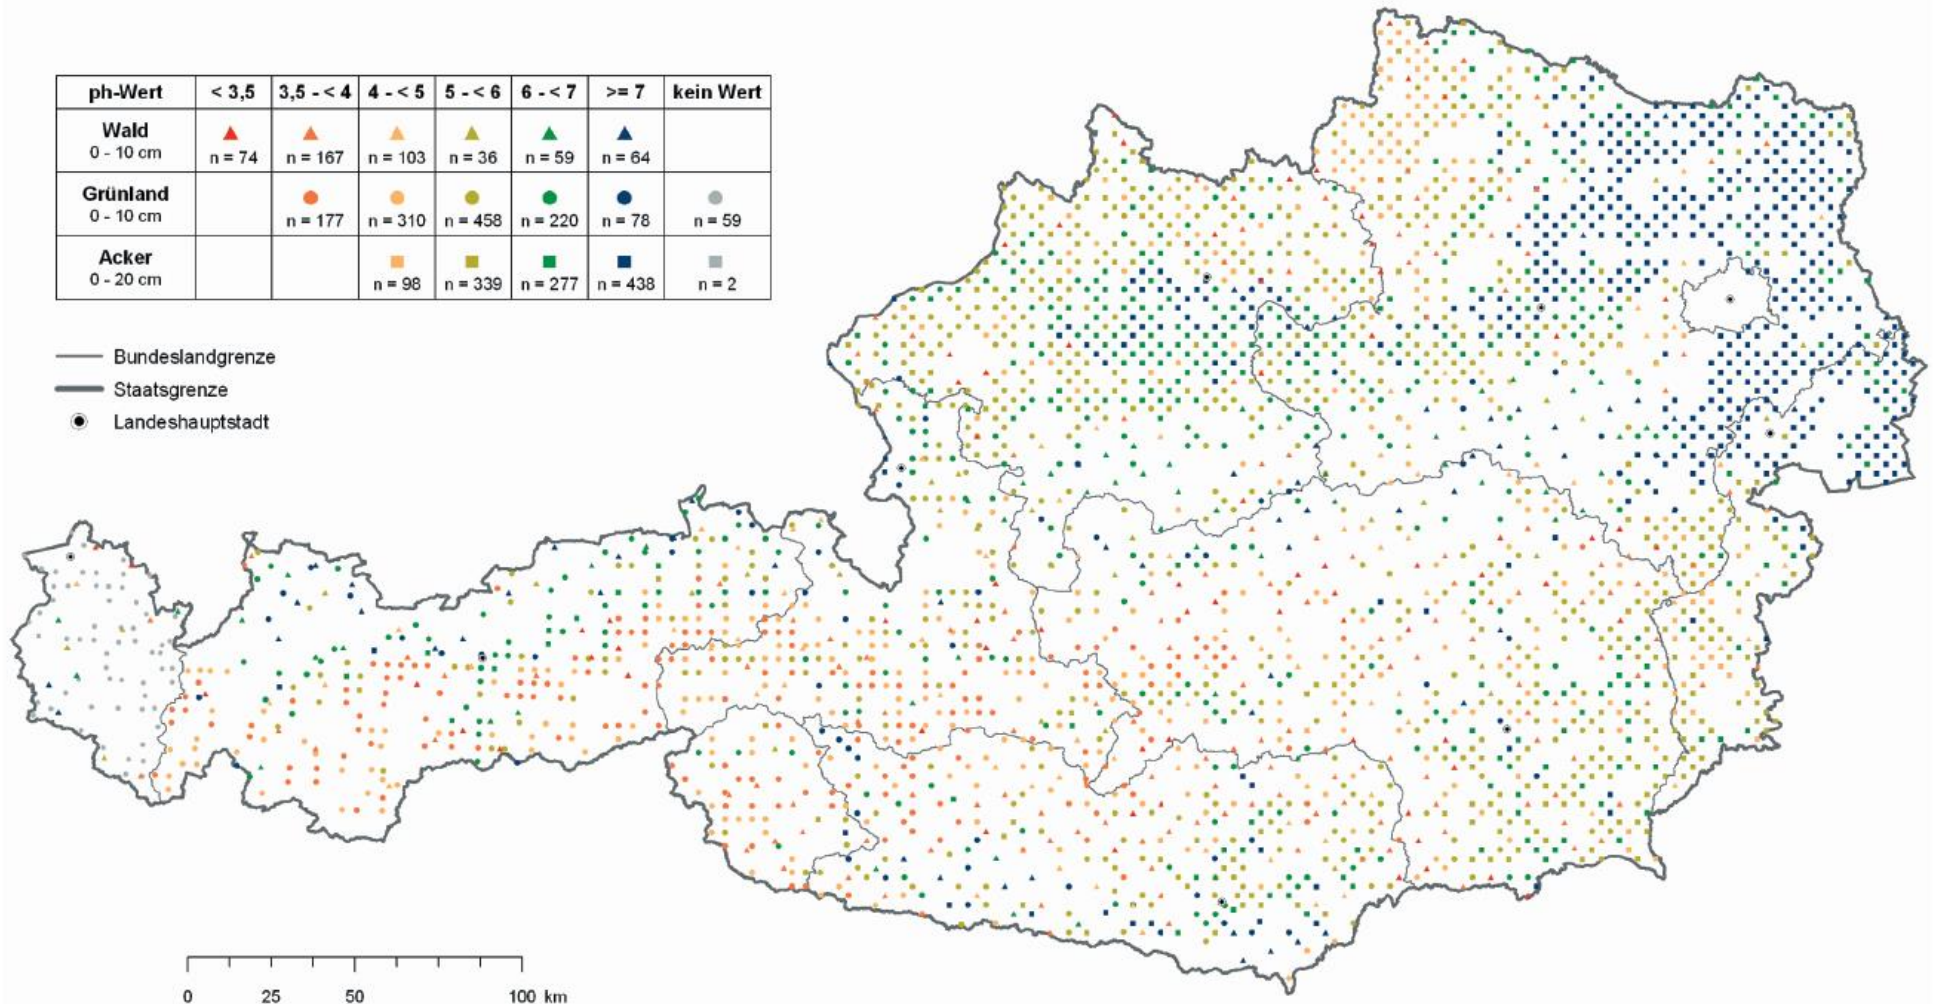 ph-Wert < 3,5 3,5 - < 4 4 - < 5 5 - < 6 6 - < 7 >= 7 kein Wert
Wald
0 - 10 cm
n = 74 n = 167 n = 103 n = 36 n = 59 n = 64
Grünland
0 - 10 cm
n = 177 n = 310 n = 458 n = 220 n = 78 n = 59
Acker
0 - 20 cm
n = 98 n = 339 n = 277 n = 438 n = 2
Bundeslandgrenze
Staatsgrenze
Landeshauptstadt
0 25 50 100 km